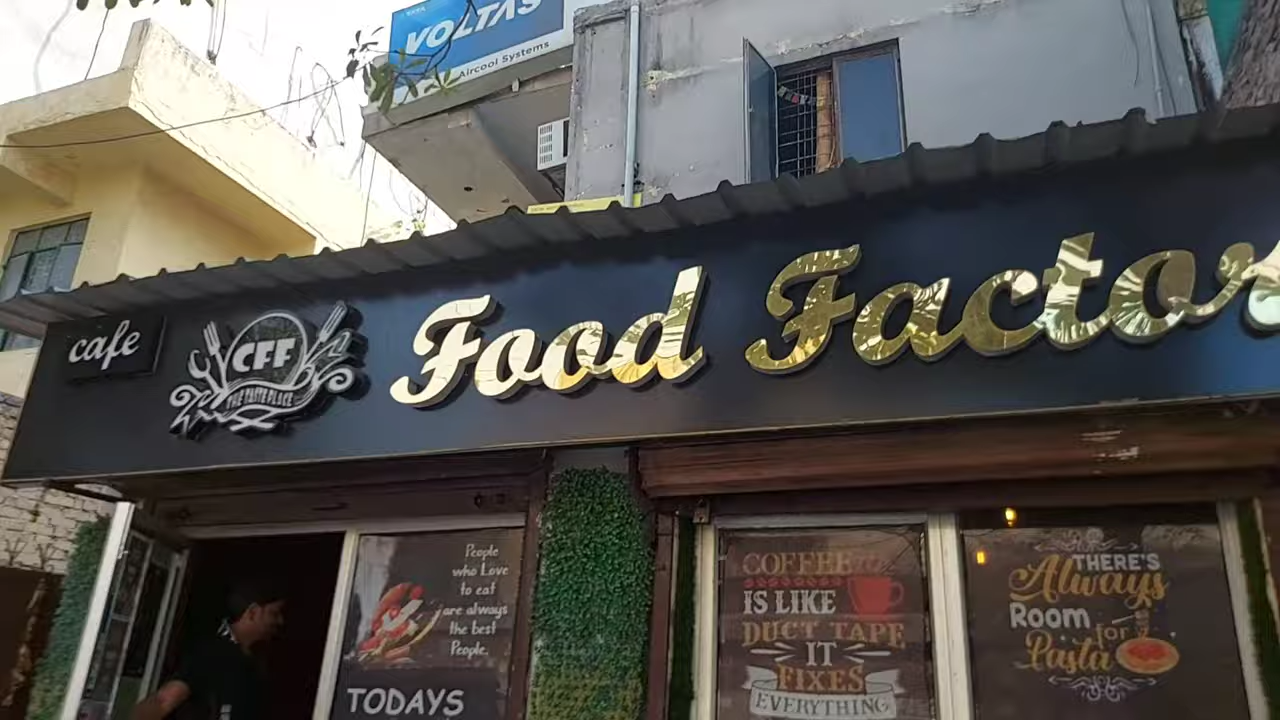 TATA
VOLTAS
Aircool Systems
cafe
CFF
THE TASTE PLACE
Food Factor
People
who Love
to eat
are always
the best
People.
TODAYS
COFFEE
IS LIKE
DUCT TAPE
IT
FIXES
EVERYTHING
THERE'S
Always
ROOM
for
Pasta